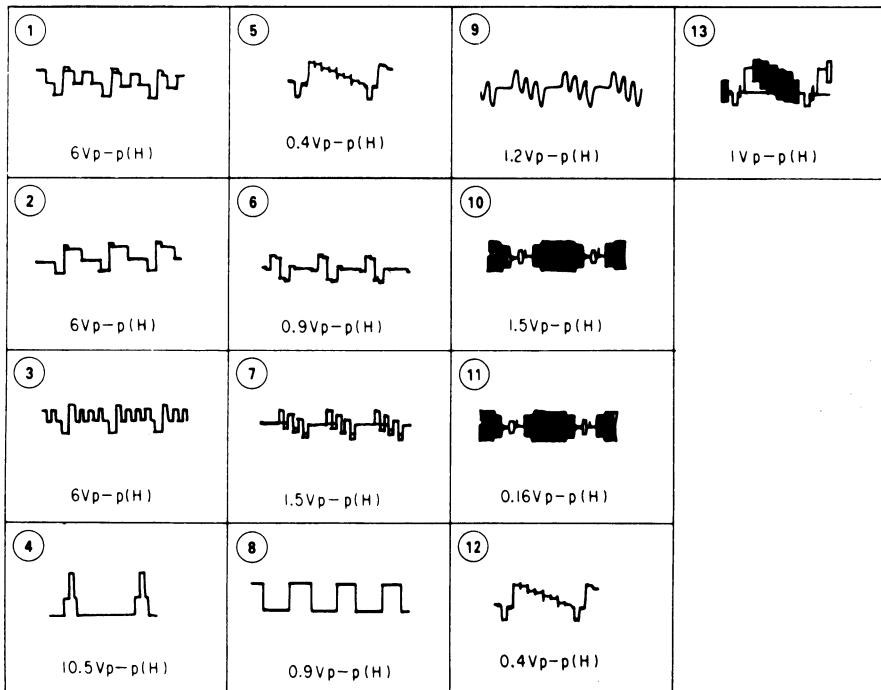 1
5
9
13
6Vp-p(H)
0.4Vp-p(H)
1.2Vp-p(H)
1Vp-p(H)
2
6
10
6Vp-p(H)
0.9Vp-p(H)
1.5Vp-p(H)
3
7
11
6Vp-p(H)
1.5Vp-p(H)
0.16Vp-p(H)
4
8
12
10.5Vp-p(H)
0.9Vp-p(H)
0.4Vp-p(H)